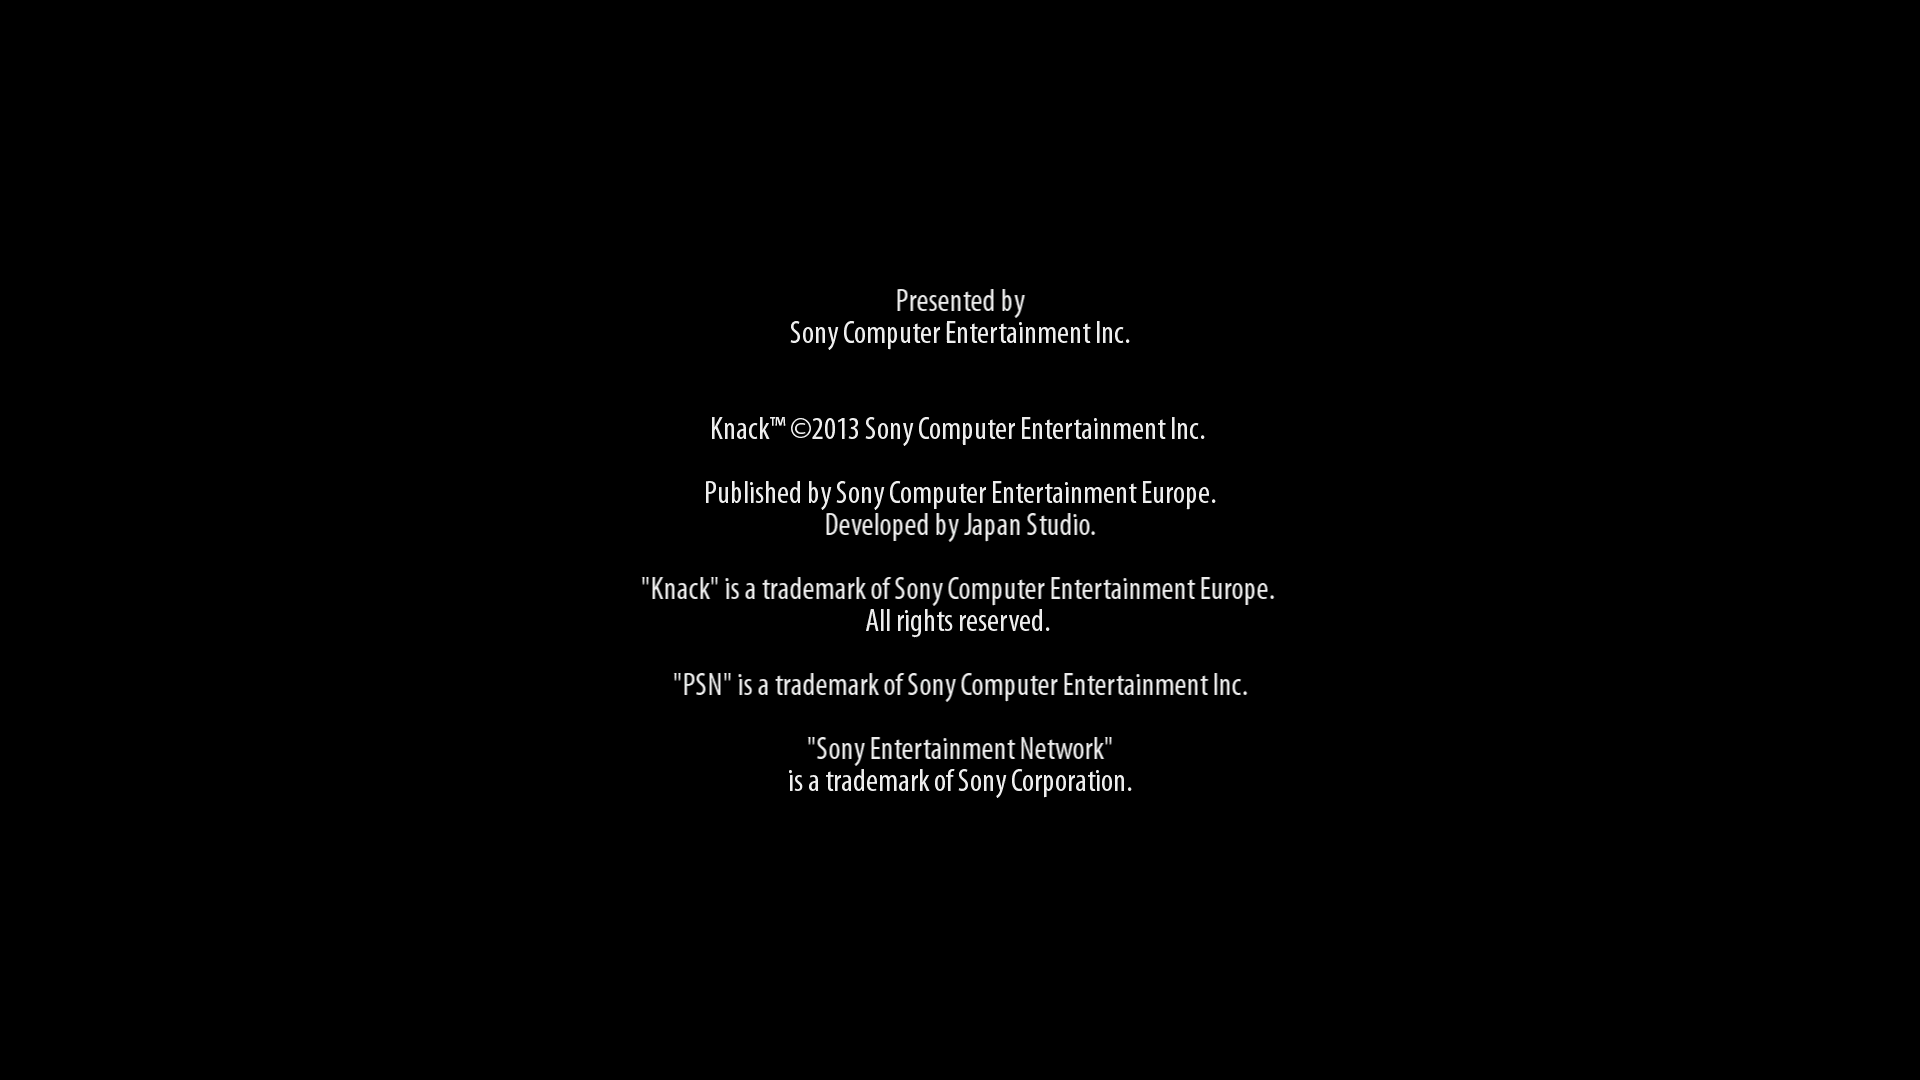 Presented by
Sony Computer Entertainment Inc.
Knack™ ©2013 Sony Computer Entertainment Inc.
Published by Sony Computer Entertainment Europe.
Developed by Japan Studio.
"Knack" is a trademark of Sony Computer Entertainment Europe.
All rights reserved.
"PSN" is a trademark of Sony Computer Entertainment Inc.
"Sony Entertainment Network"
is a trademark of Sony Corporation.